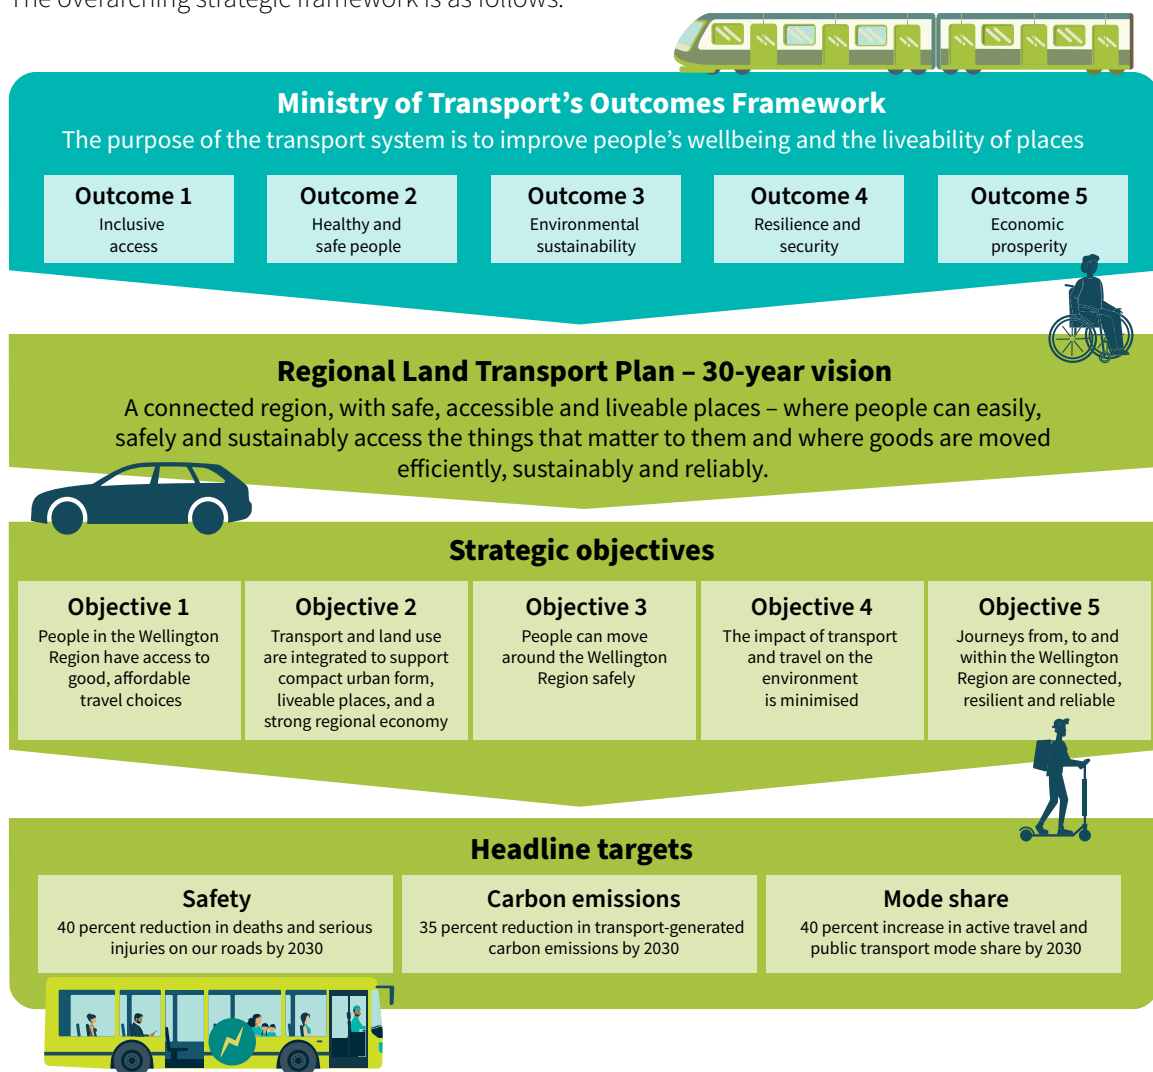 The overarching strategic framework is as follows:
Ministry of Transport’s Outcomes Framework
The purpose of the transport system is to improve people’s wellbeing and the liveability of places
Outcome 1
Inclusive
access
Outcome 2
Healthy and
safe people
Outcome 3
Environmental
sustainability
Outcome 4
Resilience and
security
Outcome 5
Economic
prosperity
Regional Land Transport Plan – 30-year vision
A connected region, with safe, accessible and liveable places – where people can easily,
safely and sustainably access the things that matter to them and where goods are moved
efficiently, sustainably and reliably.
Strategic objectives
Objective 1
People in the Wellington
Region have access to
good, affordable
travel choices
Objective 2
Transport and land use
are integrated to support
compact urban form,
liveable places, and a
strong regional economy
Objective 3
People can move
around the Wellington
Region safely
Objective 4
The impact of transport
and travel on the
environment
is minimised
Objective 5
Journeys from, to and
within the Wellington
Region are connected,
resilient and reliable
Headline targets
Safety
40 percent reduction in deaths and serious
injuries on our roads by 2030
Carbon emissions
35 percent reduction in transport-generated
carbon emissions by 2030
Mode share
40 percent increase in active travel and
public transport mode share by 2030